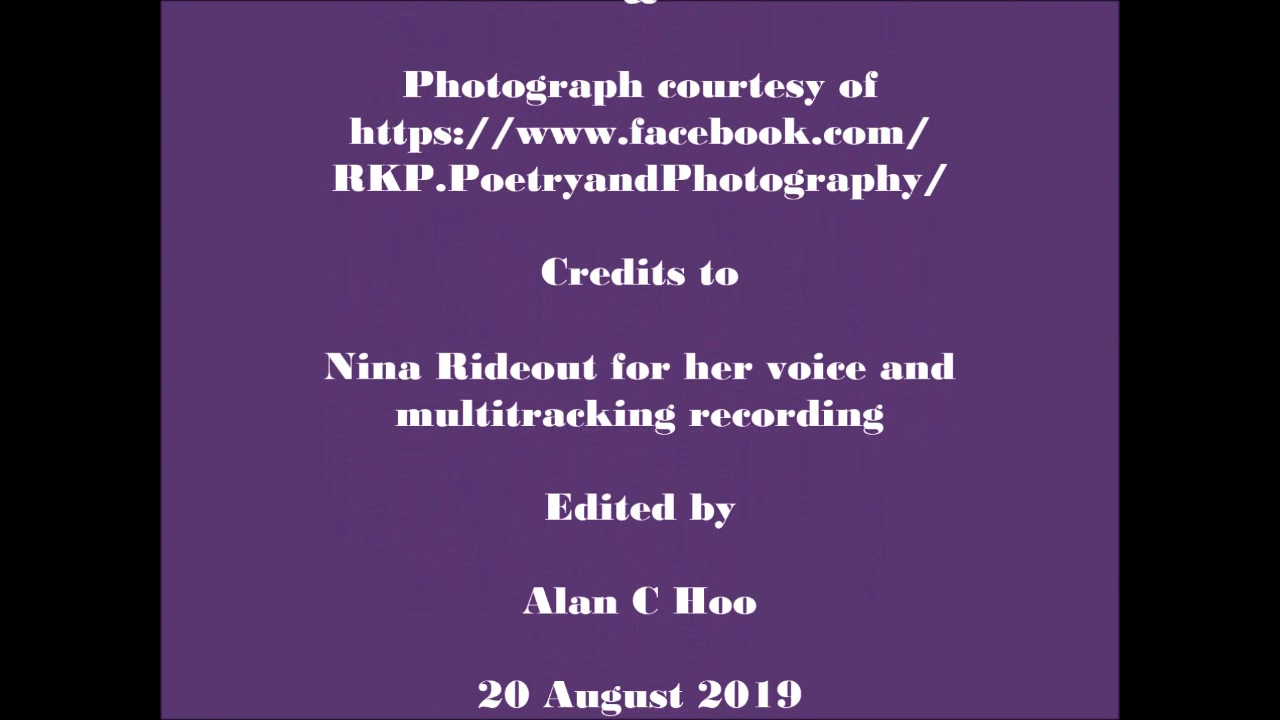 Photograph courtesy of
https://www.facebook.com/
RKP.PoetryandPhotography/
Credits to
Nina Rideout for her voice and
multitracking recording
Edited by
Alan C Hoo
20 August 2019